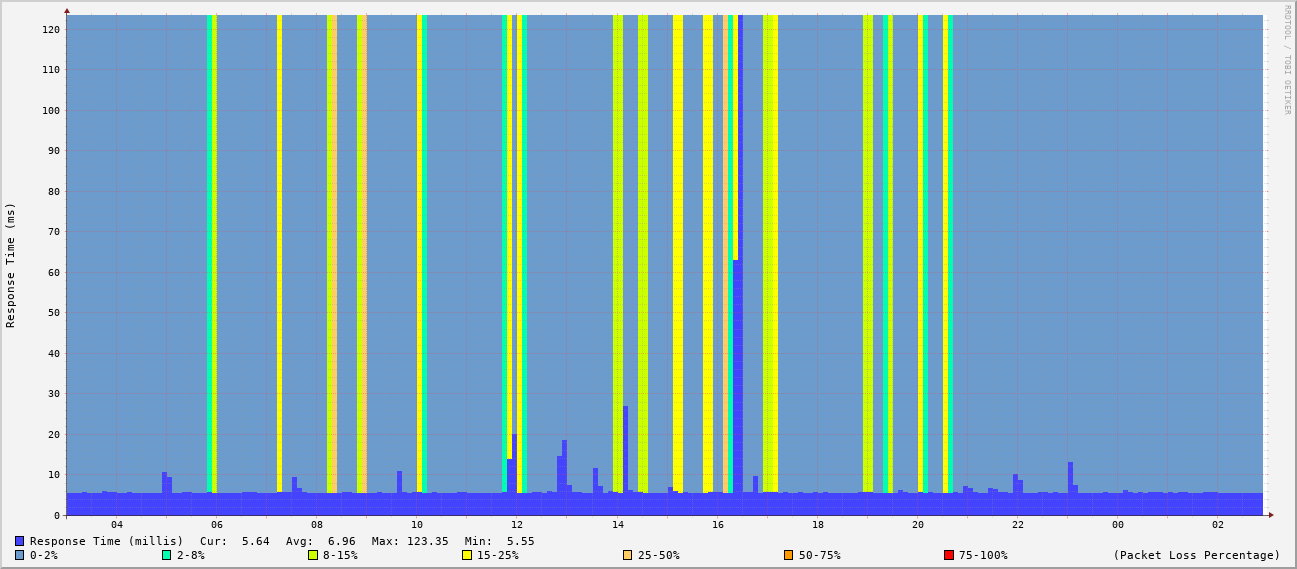 RRDTOOL / TOBI OETIKER
Response Time (ms)
120
110
100
90
80
70
60
50
40
30
20
10
0
04 06 08 10 12 14 16 18 20 22 00 02
Response Time (millis) Cur: 5.64 Avg: 6.96 Max: 123.35 Min: 5.55
0-2% 2-8% 8-15% 15-25% 25-50% 50-75% 75-100% (Packet Loss Percentage)